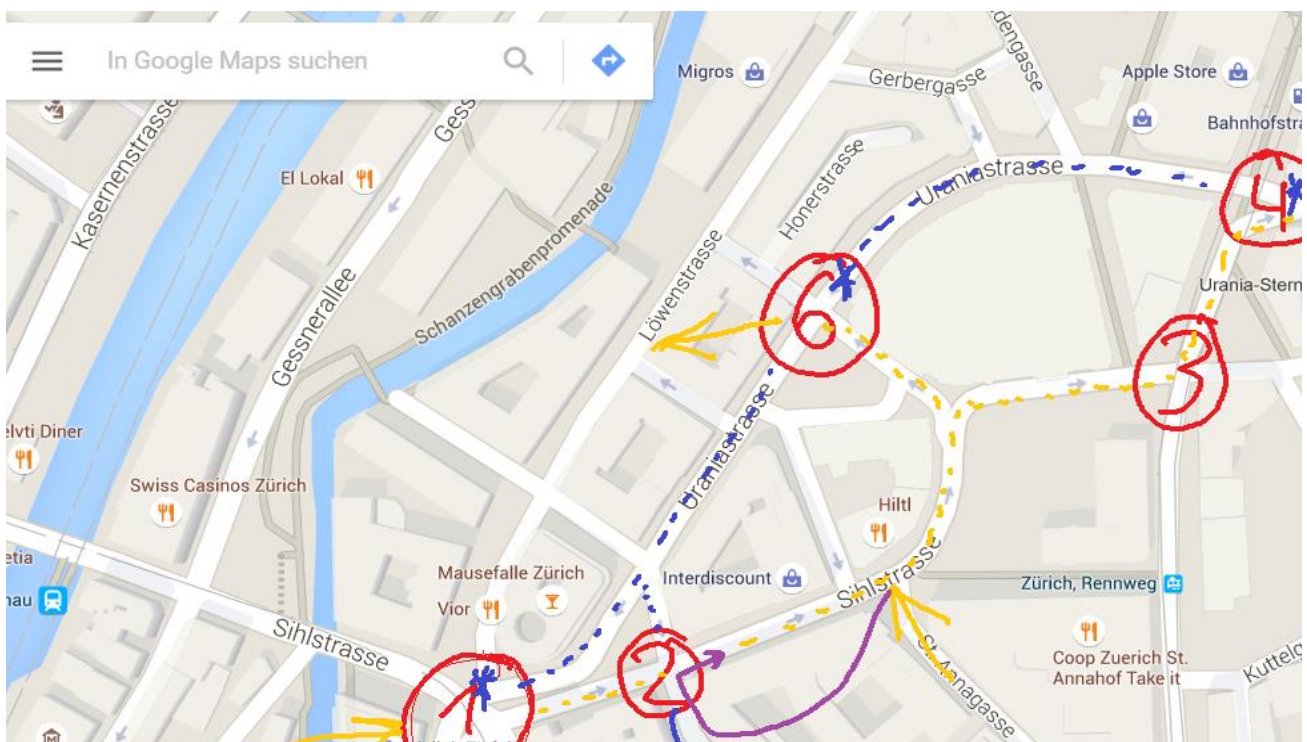 In Google Maps suchen
Migros
Gerbergasse
Apple Store
Bahnhofstra
Kasernenstrasse
Gess
El Lokal
Honerstrasse
Uraniastrasse
4
Schanzengrabenpromenade
Urania-Stern
Löwenstrasse
6
Gessnerallee
3
elvti Diner
Uraniastrasse
Swiss Casinos Zürich
Hiltl
etia
Mausefalle Zürich
Interdiscount
Sihlstrasse
Zürich, Rennweg
nau
Vior
Sihlstrasse
Coop Zuerich St.
Annahof Take it
St. Annagasse
Kuttelg
1
2